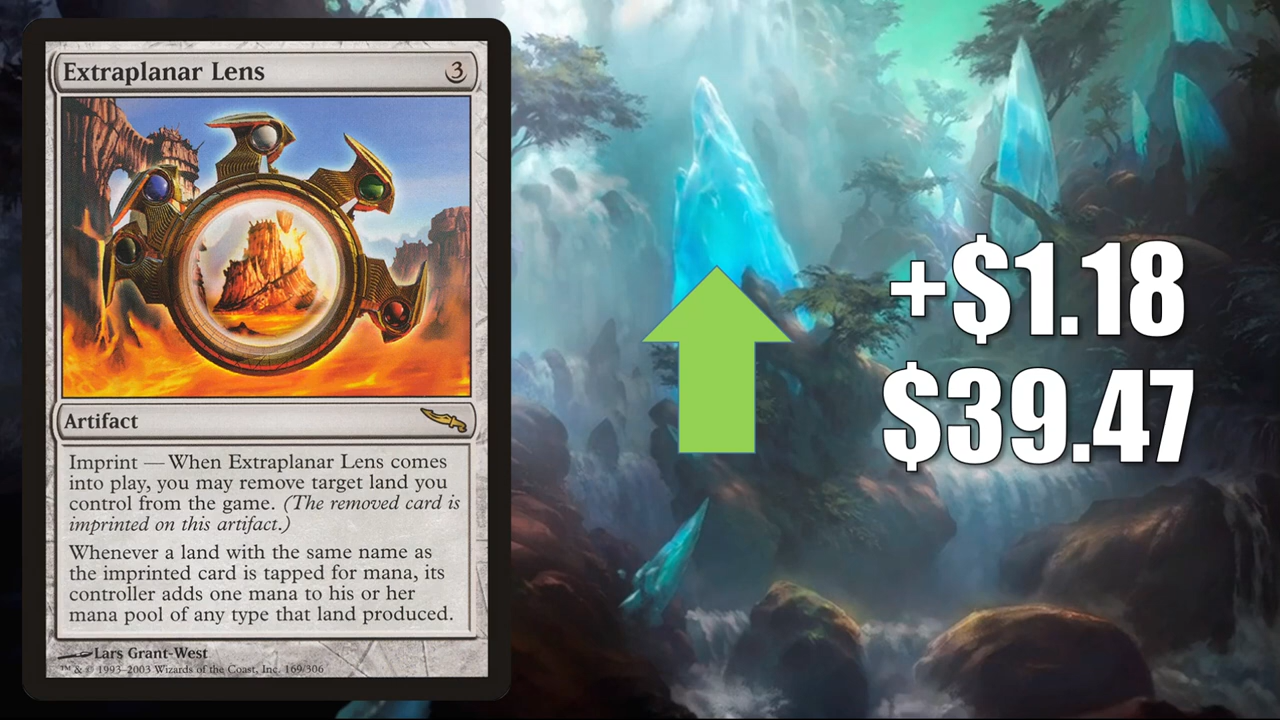 Extraplanar Lens
3
Artifact
Imprint — When Extraplanar Lens comes
into play, you may remove target land you
control from the game. (The removed card is
imprinted on this artifact.)
Whenever a land with the same name as
the imprinted card is tapped for mana, its
controller adds one mana to his or her
mana pool of any type that land produced.
Lars Grant-West
™ & © 1993–2003 Wizards of the Coast, Inc. 169/306
+$1.18
$39.47